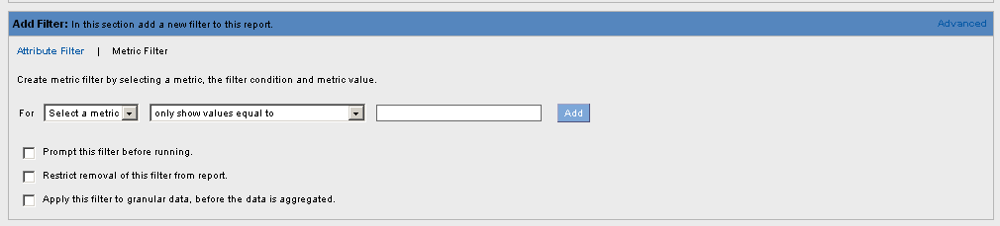 Add Filter: In this section add a new filter to this report. Advanced
Attribute Filter | Metric Filter
Create metric filter by selecting a metric, the filter condition and metric value.
For Select a metric only show values equal to Add
Prompt this filter before running.
Restrict removal of this filter from report.
Apply this filter to granular data, before the data is aggregated.